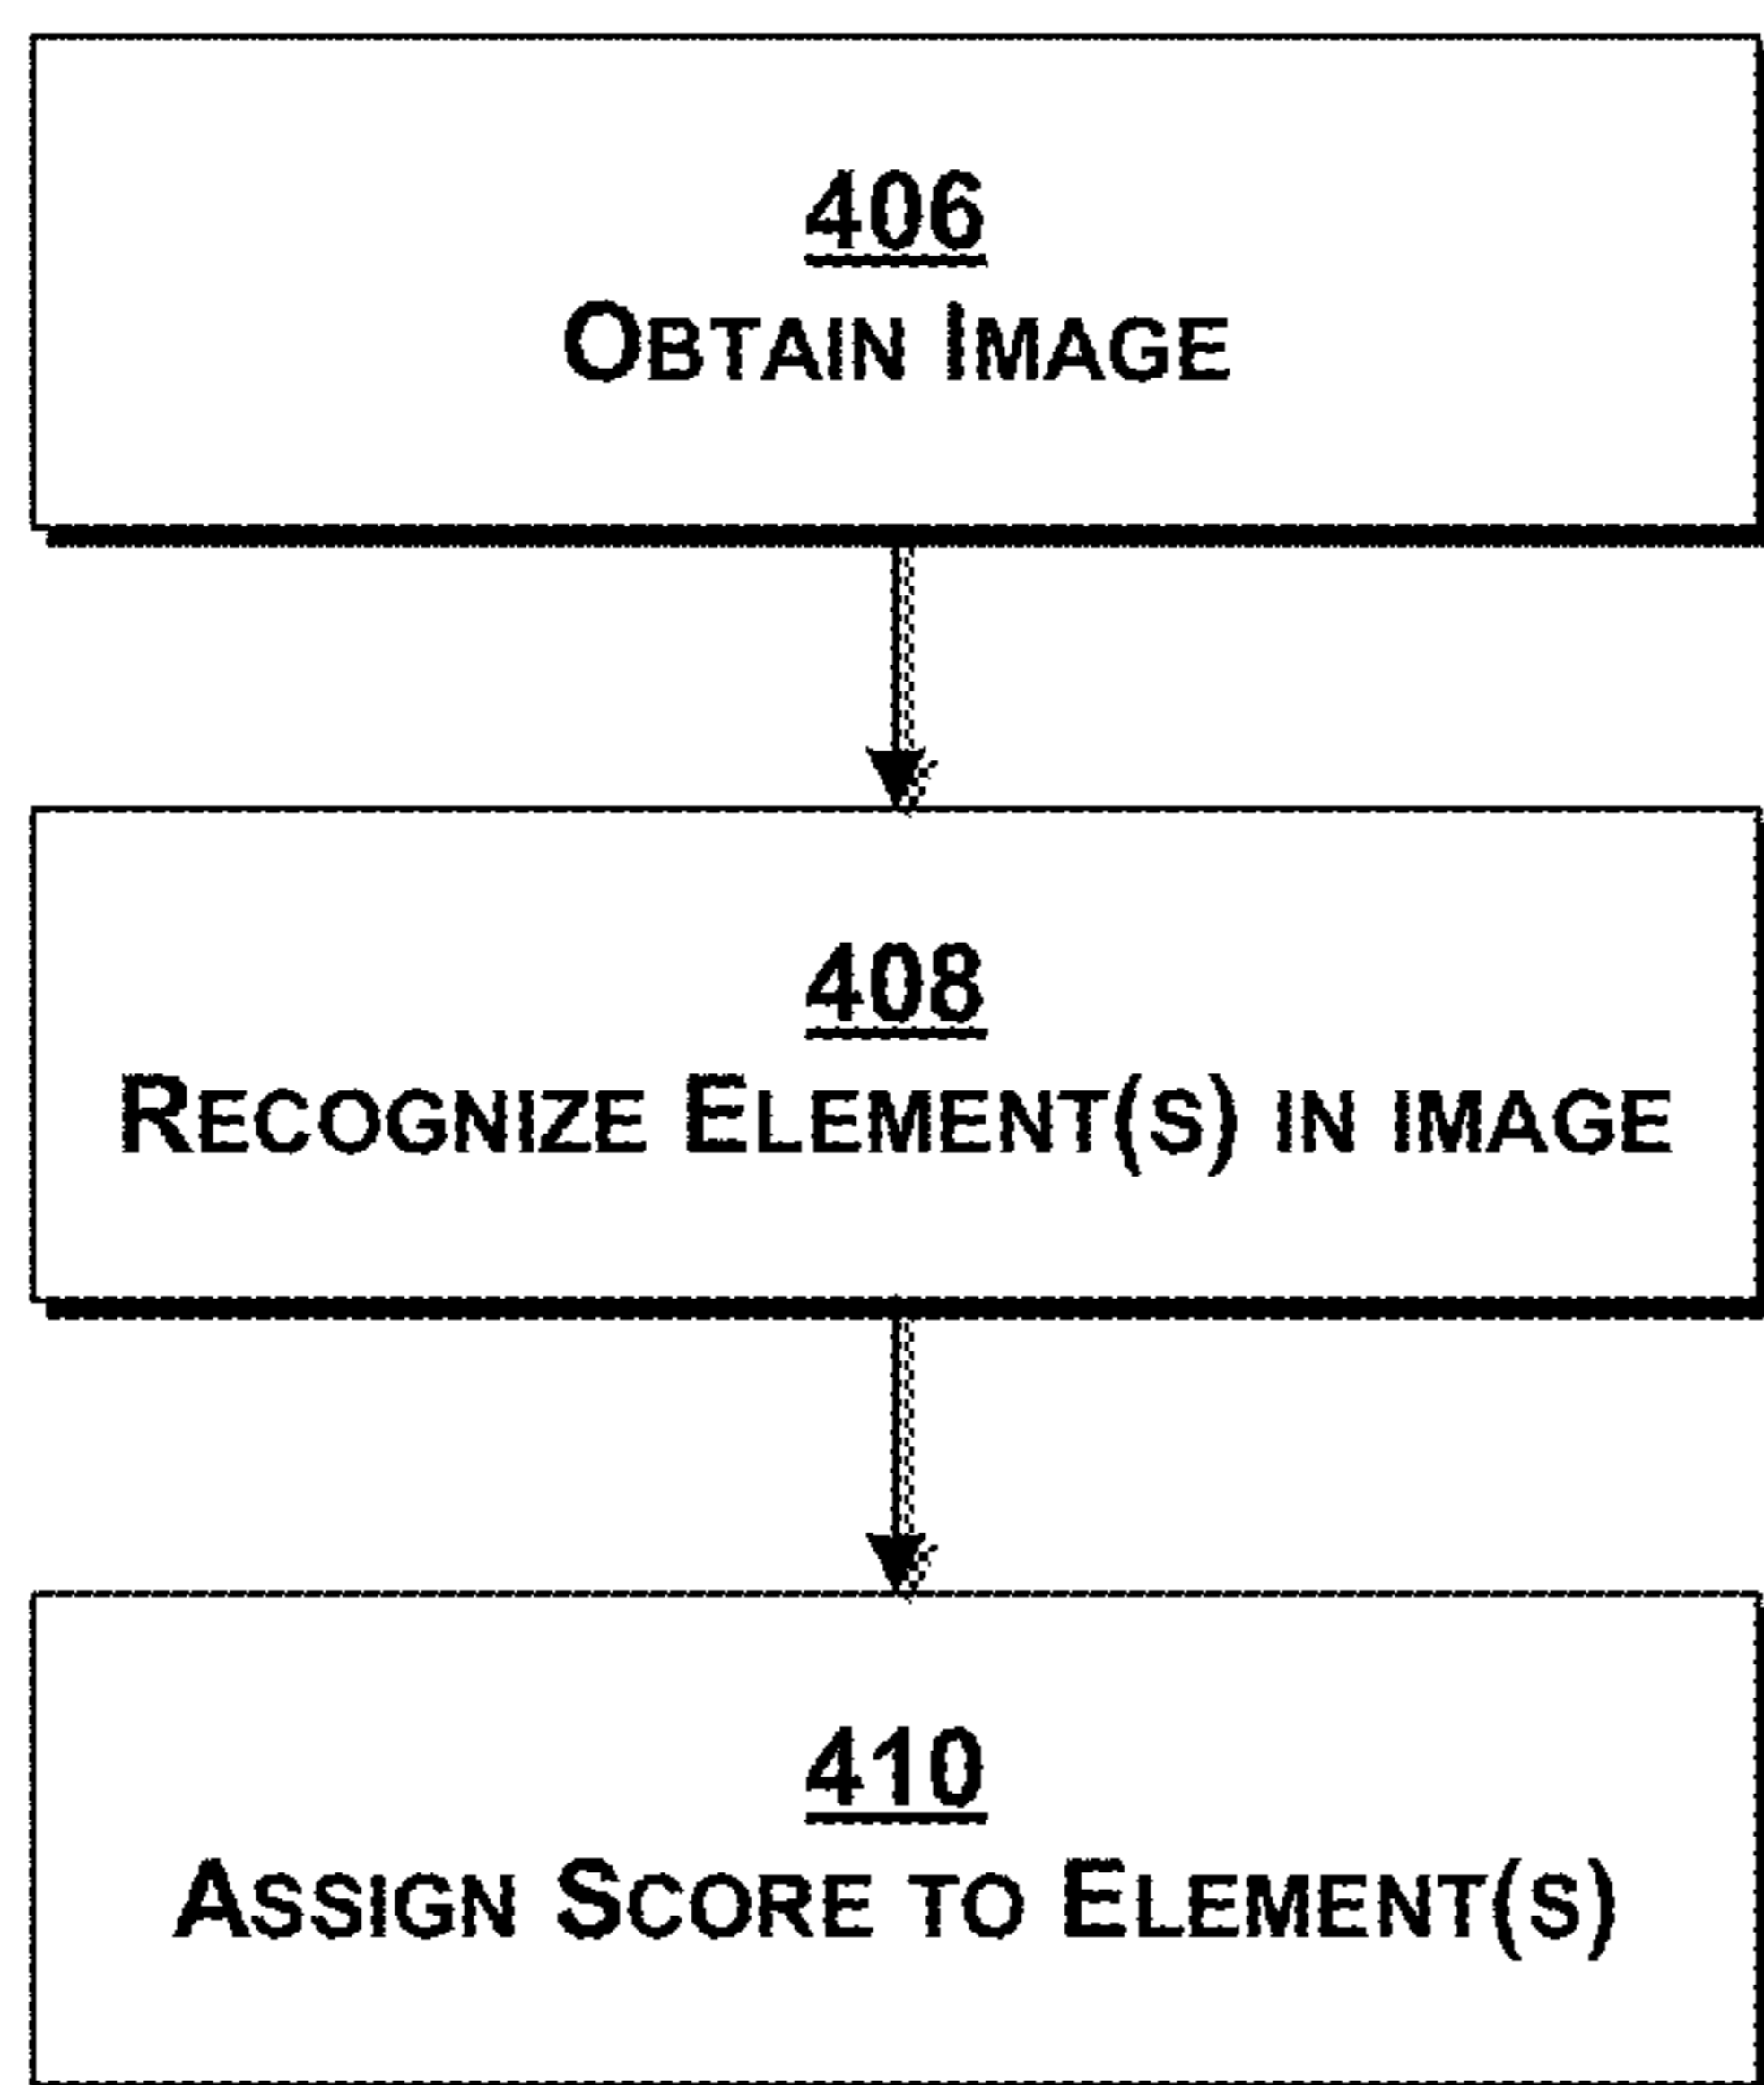 406
OBTAIN IMAGE
408
RECOGNIZE ELEMENT(S) IN IMAGE
410
ASSIGN SCORE TO ELEMENT(S)